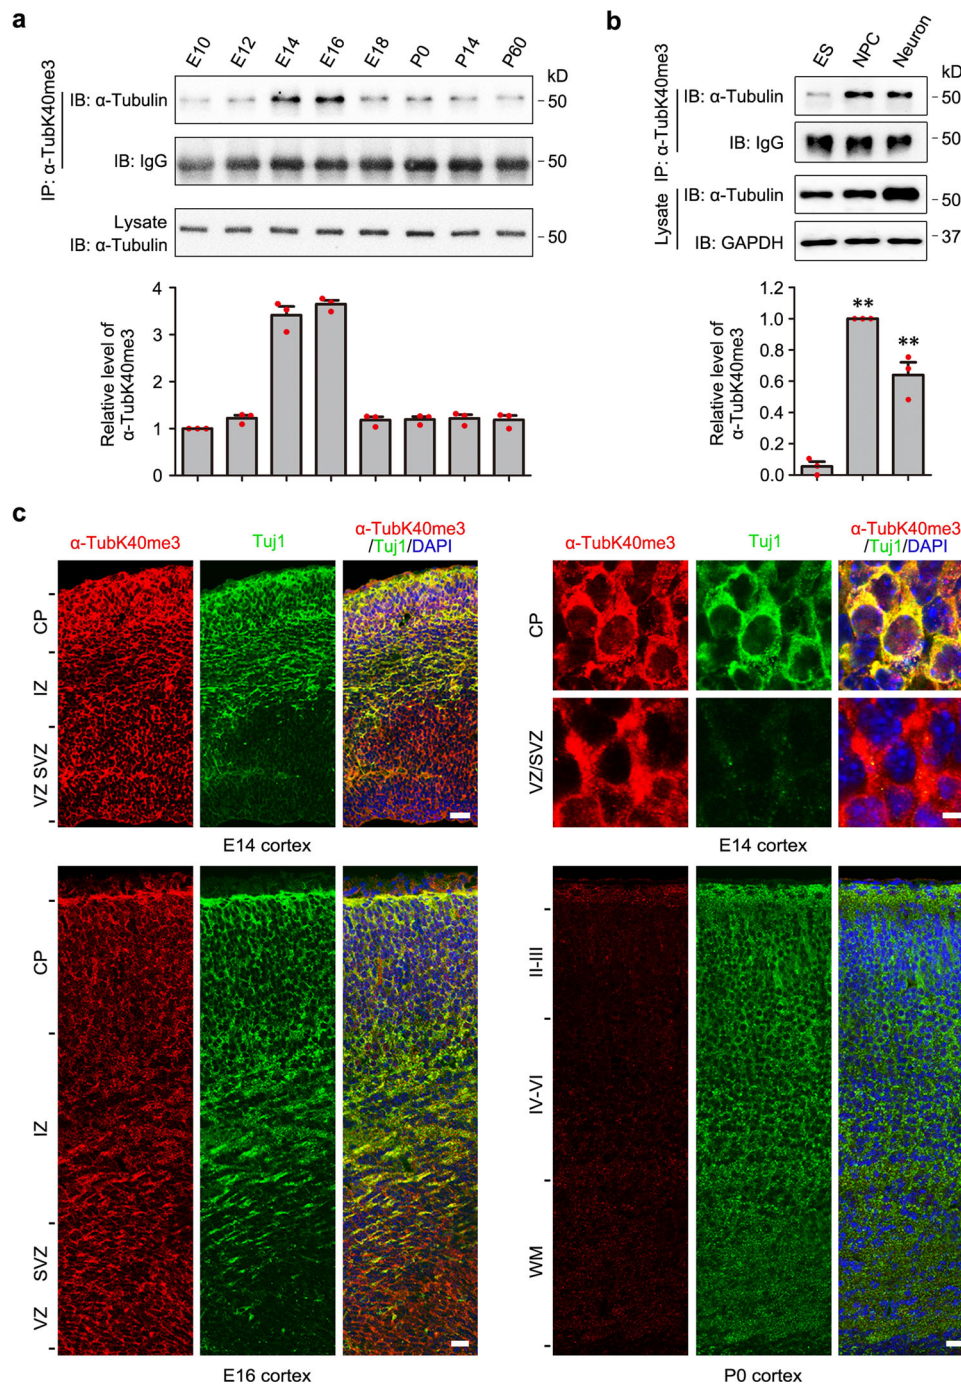 a
E10 E12 E14 E16 E18 P0 P14 P60
kD
IP: α-TubK40me3
IB: α-Tubulin
50
IB: IgG
50
Lysate
IB: α-Tubulin
50
Relative level of
α-TubK40me3
4
3
2
1
0
b
ES NPC Neuron
kD
IP: α-TubK40me3
IB: α-Tubulin
50
IB: IgG
50
Lysate
IB: α-Tubulin
50
IB: GAPDH
37
Relative level of
α-TubK40me3
1.2
1.0
0.8
0.6
0.4
0.2
0.0
**
**
c
α-TubK40me3
Tuj1
α-TubK40me3
/Tuj1/DAPI
CP
IZ
SVZ
VZ
E14 cortex
α-TubK40me3
Tuj1
α-TubK40me3
/Tuj1/DAPI
CP
VZ/SVZ
E14 cortex
CP
IZ
SVZ
VZ
E16 cortex
II-III
IV-VI
WM
P0 cortex